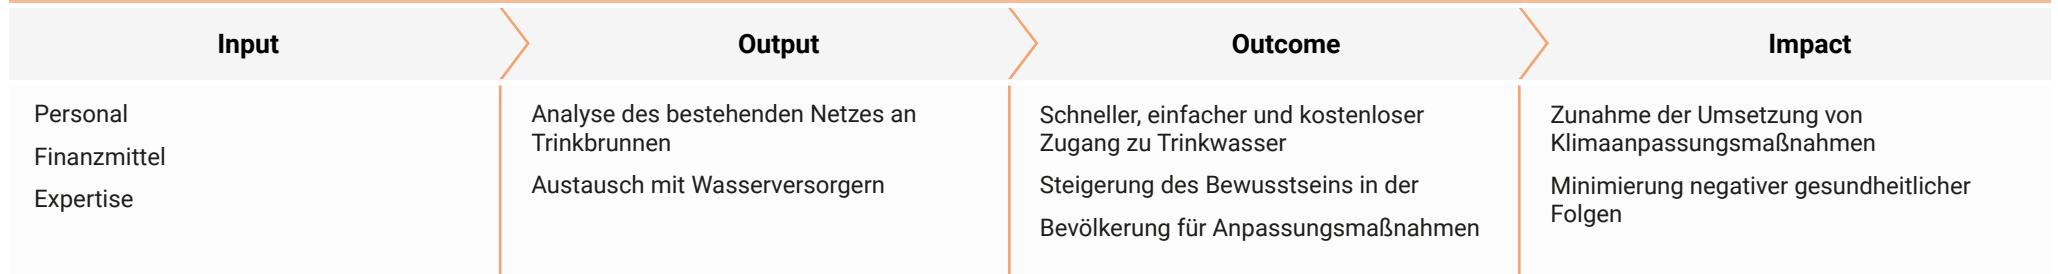 Input
Output
Outcome
Impact
Personal
Finanzmittel
Expertise
Analyse des bestehenden Netzes an
Trinkbrunnen
Austausch mit Wasserversorgern
Schneller, einfacher und kostenloser
Zugang zu Trinkwasser
Steigerung des Bewusstseins in der
Bevölkerung für Anpassungsmaßnahmen
Zunahme der Umsetzung von
Klimaanpassungsmaßnahmen
Minimierung negativer gesundheitlicher
Folgen